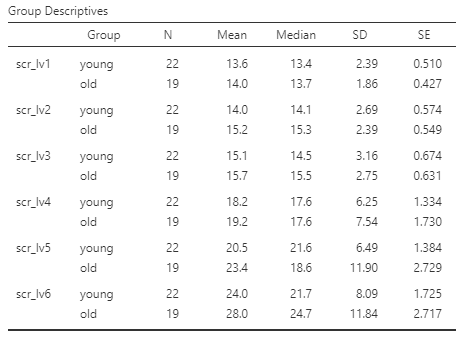 Group Descriptives
Group N Mean Median SD SE
scr_lv1 young 22 13.6 13.4 2.39 0.510
old 19 14.0 13.7 1.86 0.427
scr_lv2 young 22 14.0 14.1 2.69 0.574
old 19 15.2 15.3 2.39 0.549
scr_lv3 young 22 15.1 14.5 3.16 0.674
old 19 15.7 15.5 2.75 0.631
scr_lv4 young 22 18.2 17.6 6.25 1.334
old 19 19.2 17.6 7.54 1.730
scr_lv5 young 22 20.5 21.6 6.49 1.384
old 19 23.4 18.6 11.90 2.729
scr_lv6 young 22 24.0 21.7 8.09 1.725
old 19 28.0 24.7 11.84 2.717